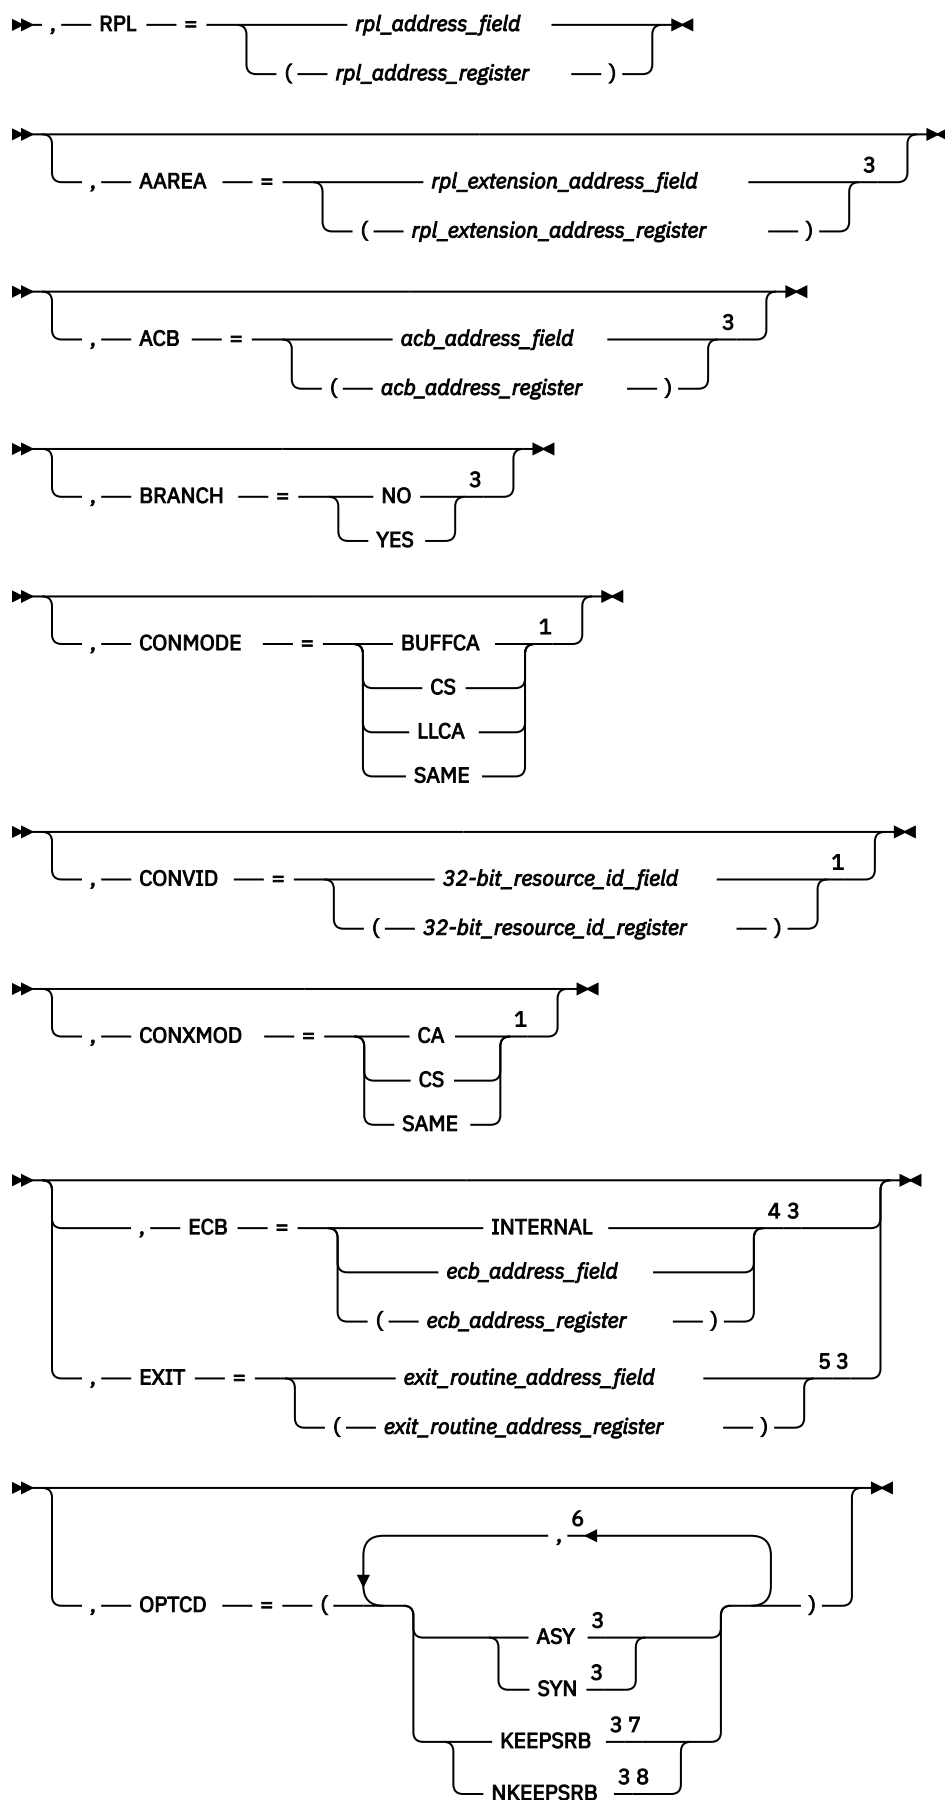 , RPL = rpl_address_field
( rpl_address_register )
3
, AAREA = rpl_extension_address_field
( rpl_extension_address_register )
3
, ACB = acb_address_field
( acb_address_register )
3
, BRANCH = NO
YES
1
, CONMODE = BUFFCA
CS
LLCA
SAME
1
, CONVID = 32-bit_resource_id_field
( 32-bit_resource_id_register )
1
, CONXMOD = CA
CS
SAME
4 3
, ECB = INTERNAL
ecb_address_field
( ecb_address_register )
5 3
, EXIT = exit_routine_address_field
( exit_routine_address_register )
6
,
, OPTCD = ( )
ASY 3
SYN 3
KEEPSRB 3 7
NKEEPSRB 3 8